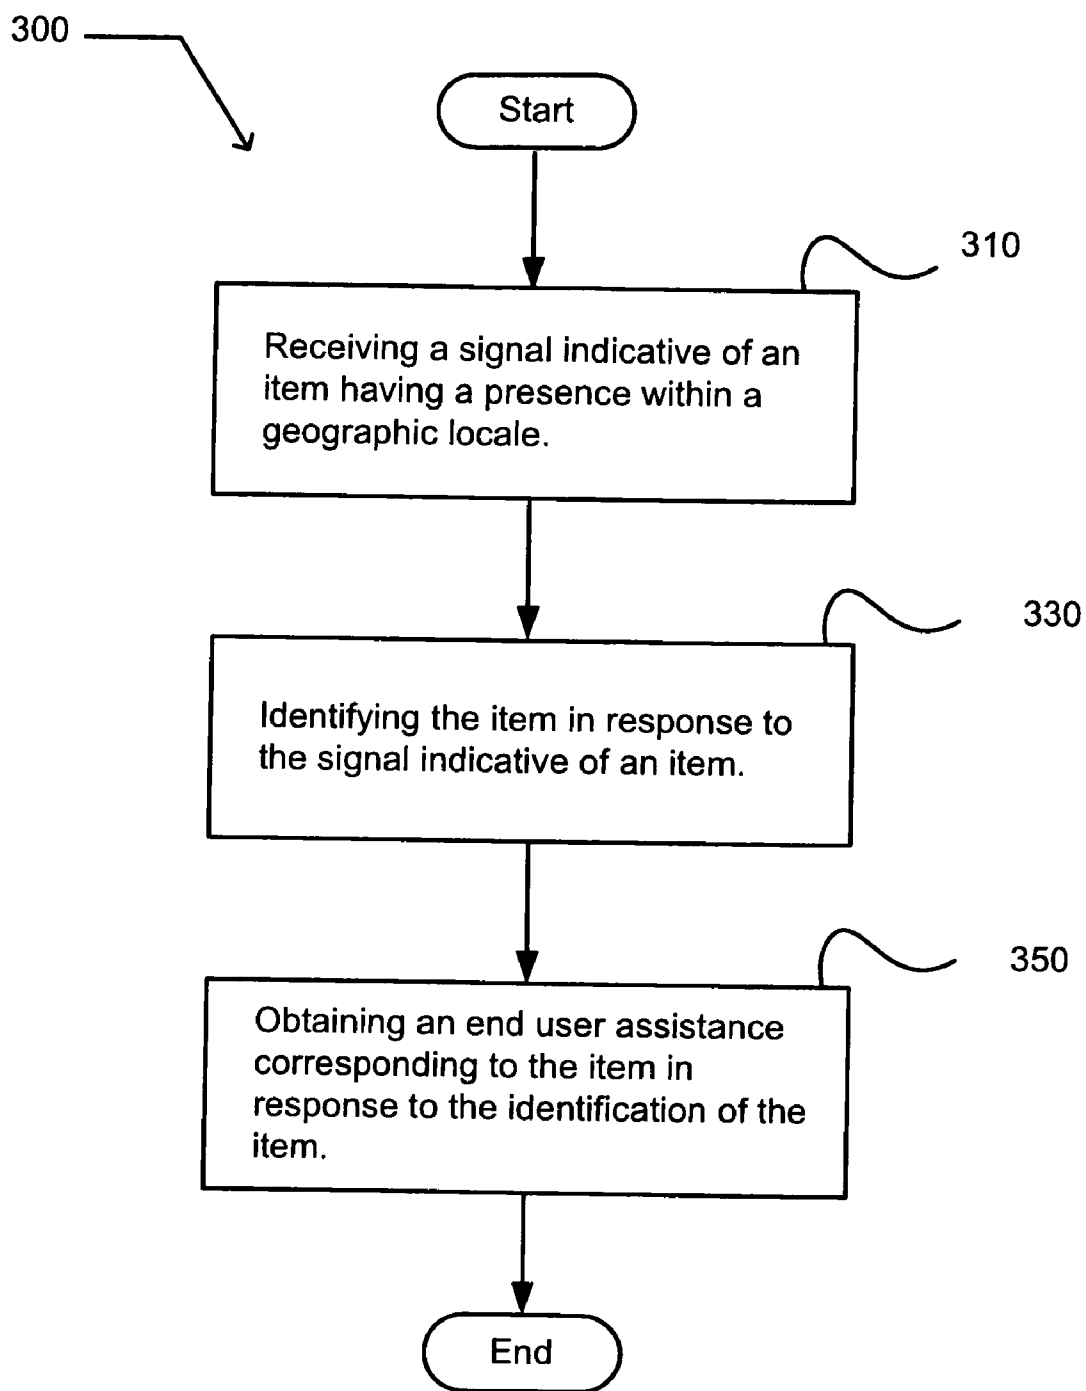 300
Start
310
Receiving a signal indicative of an
item having a presence within a
geographic locale.
330
Identifying the item in response to
the signal indicative of an item.
350
Obtaining an end user assistance
corresponding to the item in
response to the identification of the
item.
End